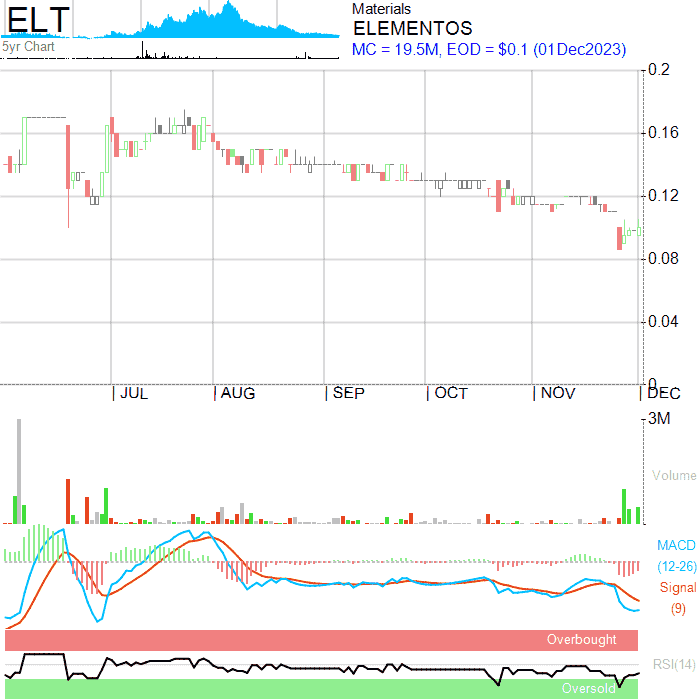 ELT
5yr Chart
Materials
ELEMENTOS
MC = 19.5M, EOD = $0.1 (01Dec2023)
0.2
0.16
0.12
0.08
0.04
0
| JUL | AUG | SEP | OCT | NOV | DEC
3M
Volume
MACD
(12-26)
Signal
(9)
Overbought
RSI(14)
Oversold